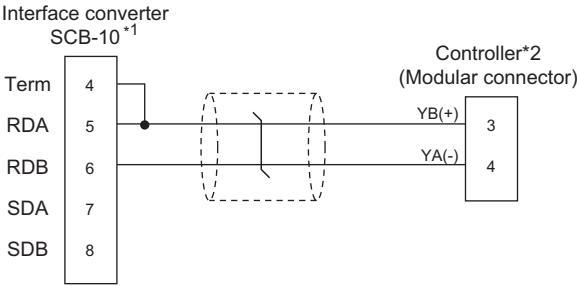 Interface converter
SCB-10 *1
Controller*2
(Modular connector)
Term 4
RDA 5 YB(+) 3
RDB 6 YA(-) 4
SDA 7
SDB 8